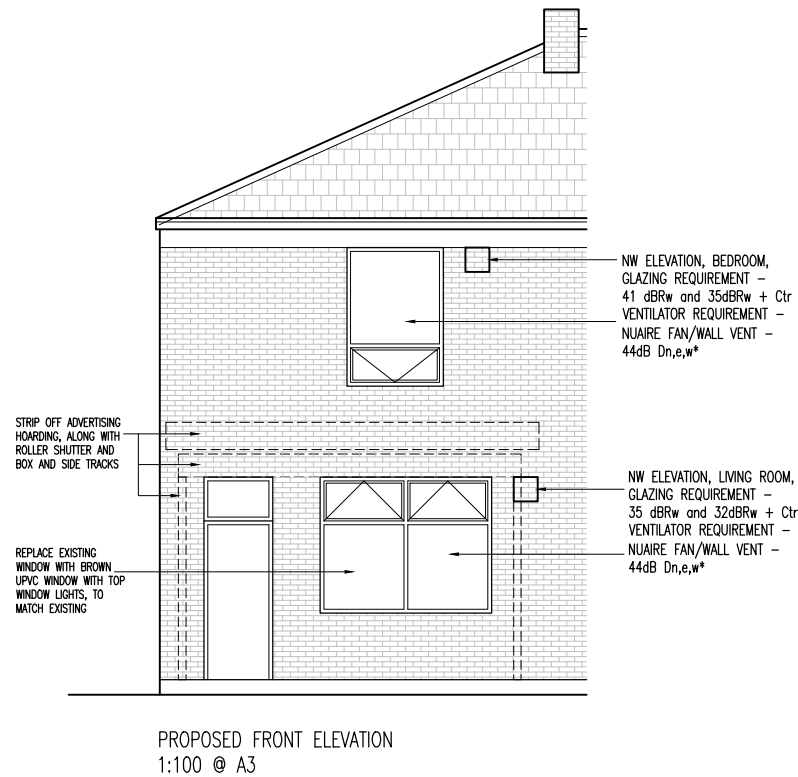 NW ELEVATION, BEDROOM,
GLAZING REQUIREMENT –
41 dBRw and 35dBRw + Ctr
VENTILATOR REQUIREMENT –
NUAIRE FAN/WALL VENT –
44dB Dn,e,w*
STRIP OFF ADVERTISING
HOARDING, ALONG WITH
ROLLER SHUTTER AND
BOX AND SIDE TRACKS
NW ELEVATION, LIVING ROOM,
GLAZING REQUIREMENT –
35 dBRw and 32dBRw + Ctr
VENTILATOR REQUIREMENT –
NUAIRE FAN/WALL VENT –
44dB Dn,e,w*
REPLACE EXISTING
WINDOW WITH BROWN
UPVC WINDOW WITH TOP
WINDOW LIGHTS, TO
MATCH EXISTING
PROPOSED FRONT ELEVATION
1:100 @ A3